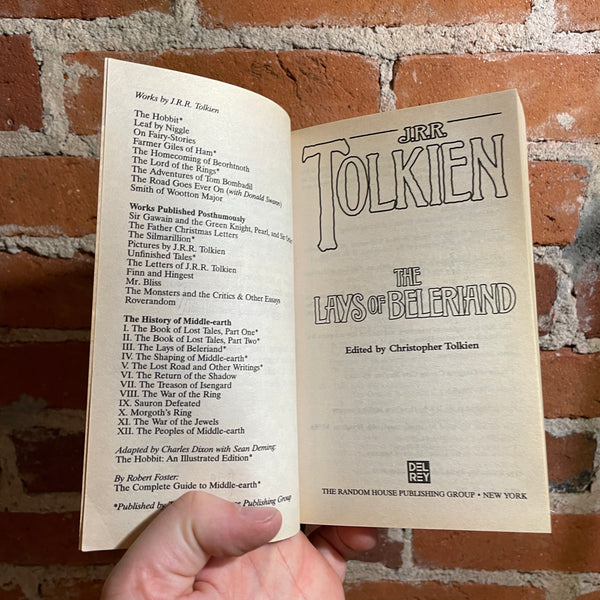 Works by J.R.R. Tolkien
The Hobbit*
Leaf by Niggle
On Fairy-Stories
Farmer Giles of Ham*
The Homecoming of Beorhtnoth
The Lord of the Rings*
The Adventures of Tom Bombadil
The Road Goes Ever On (with Donald Swann)
Smith of Wootton Major
Works Published Posthumously
Sir Gawain and the Green Knight, Pearl, and Sir
The Father Christmas Letters
The Silmarillion*
Pictures by J.R.R. Tolkien
Unfinished Tales*
The Letters of J.R.R. Tolkien
Finn and Hingest
Mr. Bliss
The Monsters and the Critics & Other Essays
Roverandom
The History of Middle-earth
I. The Book of Lost Tales, Part One*
II. The Book of Lost Tales, Part Two*
III. The Lays of Beleriand*
IV. The Shaping of Middle-earth*
V. The Lost Road and Other Writings*
VI. The Return of the Shadow
VII. The Treason of Isengard
VIII. The War of the Ring
IX. Sauron Defeated
X. Morgoth's Ring
XI. The War of the Jewels
XII. The Peoples of Middle-earth
Adapted by Charles Dixon with Sean Deming:
The Hobbit: An Illustrated Edition*
By Robert Foster:
The Complete Guide to Middle-earth*
*Published by Publishing Group
J.R.R.
TOLKIEN
THE
LAYS OF BELERIAND
Edited by Christopher Tolkien
DEL
REY
THE RANDOM HOUSE PUBLISHING GROUP • NEW YORK